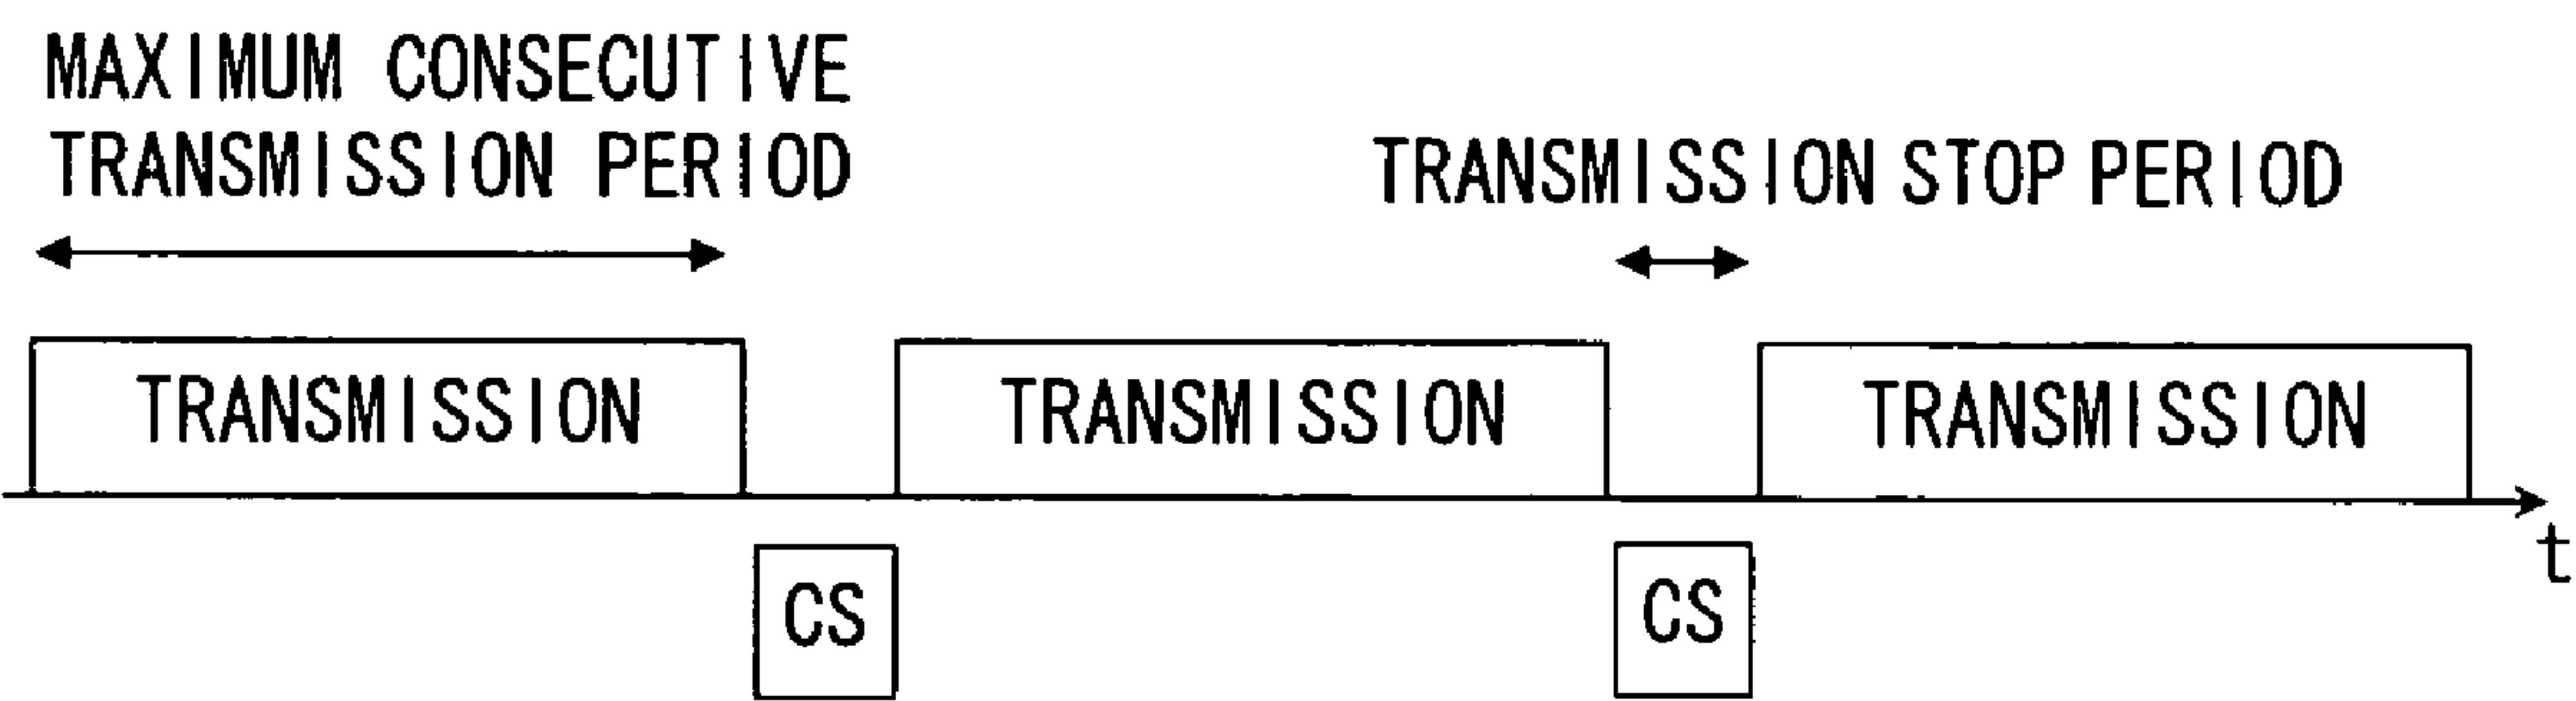 MAXIMUM CONSECUTIVE
TRANSMISSION PERIOD
TRANSMISSION STOP PERIOD
TRANSMISSION
TRANSMISSION
TRANSMISSION
t
CS
CS